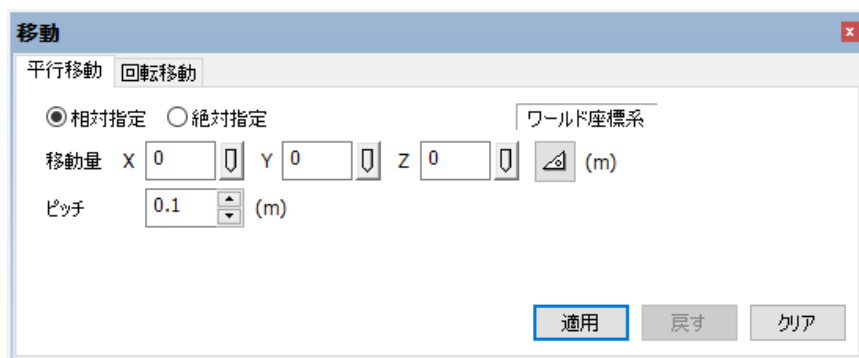 移動
平行移動 回転移動
相対指定 絶対指定 ワールド座標系
移動量 X 0 Y 0 Z 0 (m)
ピッチ 0.1 (m)
適用 戻す クリア